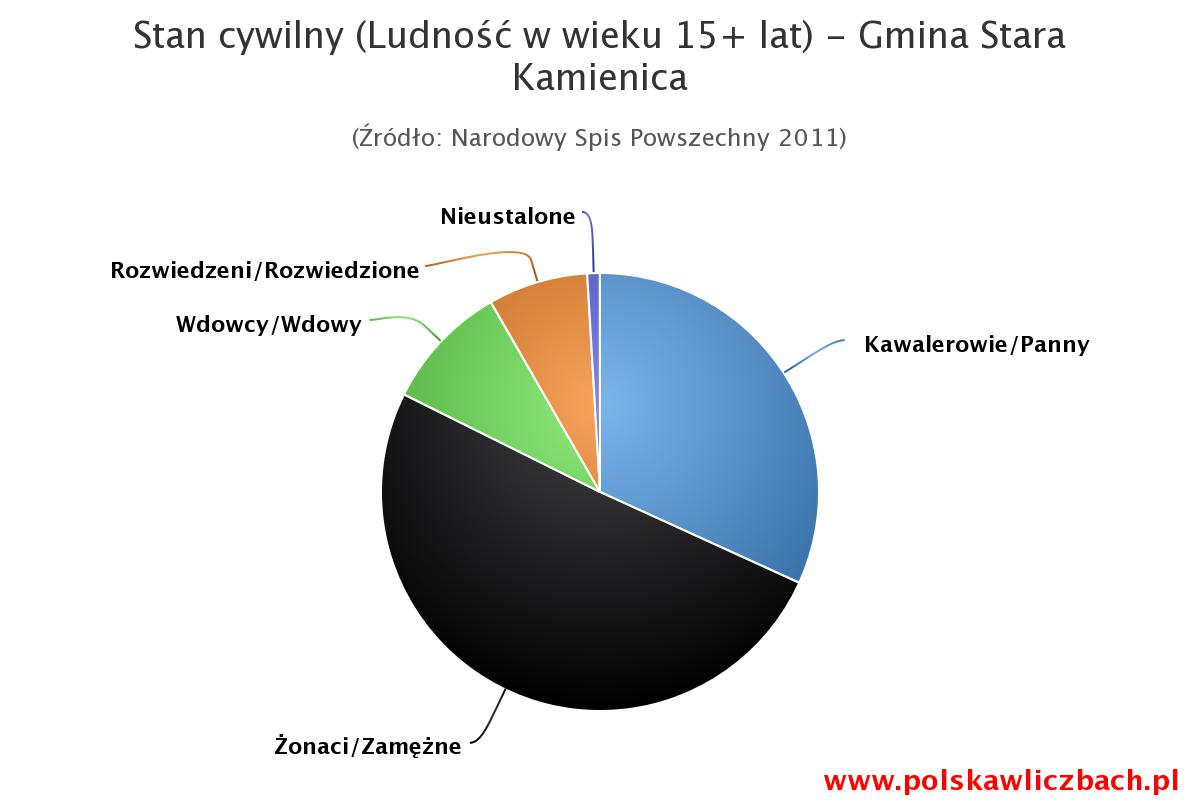 Stan cywilny (Ludność w wieku 15+ lat) – Gmina Stara
Kamienica
(Źródło: Narodowy Spis Powszechny 2011)
Nieustalone
Rozwiedzeni/Rozwiedzione
Wdowcy/Wdowy
Kawalerowie/Panny
Żonaci/Zamężne
www.polskawliczbach.pl